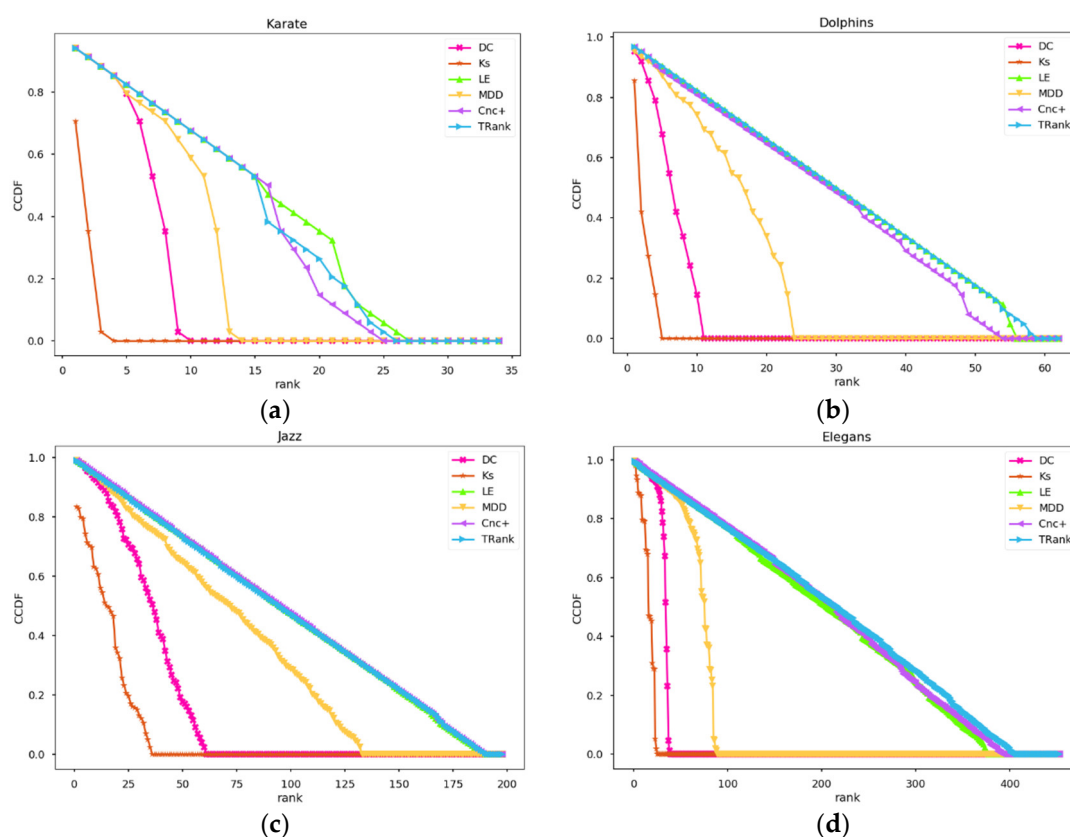 Karate
CCDF
0.8
0.6
0.4
0.2
0.0
DC
Ks
LE
MDD
Cnc+
TRank
0 5 10 15 20 25 30 35
rank
(a)
Dolphins
CCDF
1.0
0.8
0.6
0.4
0.2
0.0
DC
Ks
LE
MDD
Cnc+
TRank
0 10 20 30 40 50 60
rank
(b)
Jazz
CCDF
1.0
0.8
0.6
0.4
0.2
0.0
DC
Ks
LE
MDD
Cnc+
TRank
0 25 50 75 100 125 150 175 200
rank
(c)
Elegans
CCDF
1.0
0.8
0.6
0.4
0.2
0.0
DC
Ks
LE
MDD
Cnc+
TRank
0 100 200 300 400
rank
(d)